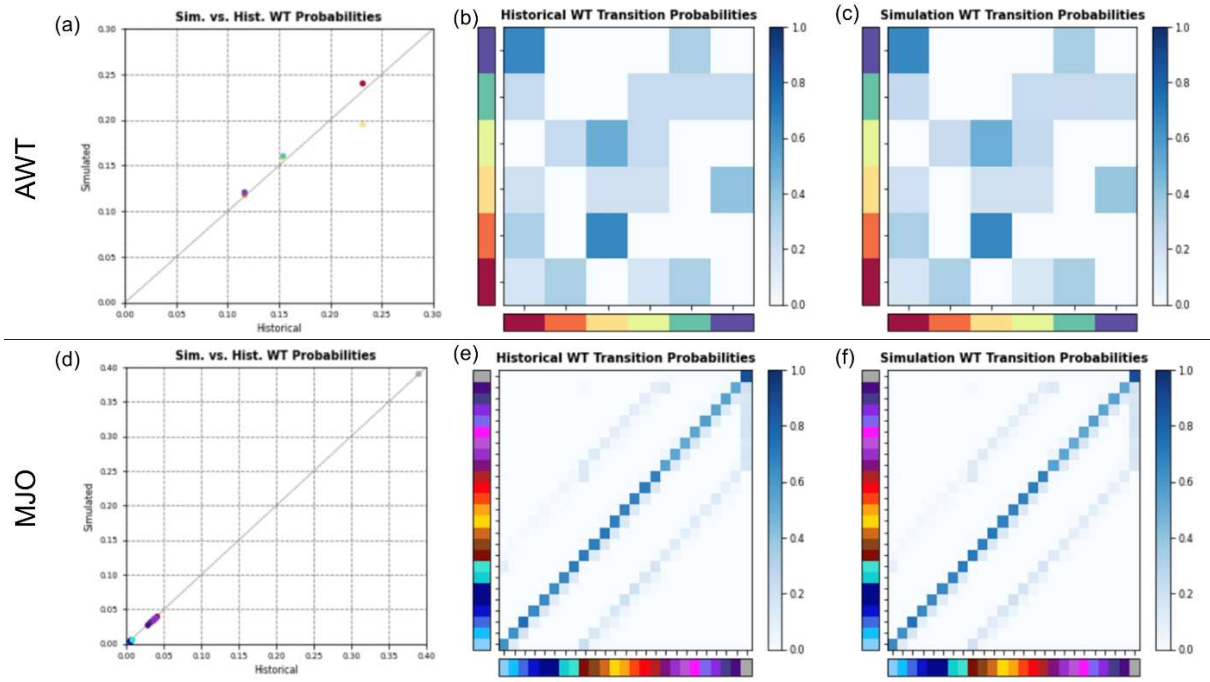 (a)
Sim. vs. Hist. WT Probabilities
0.30
0.25
0.20
0.15
0.10
0.05
0.00
Simulated
0.00 0.05 0.10 0.15 0.20 0.25 0.30
Historical
(b)
Historical WT Transition Probabilities
1.0
0.8
0.6
0.4
0.2
0.0
(c)
Simulation WT Transition Probabilities
1.0
0.8
0.6
0.4
0.2
0.0
AWT
(d)
Sim. vs. Hist. WT Probabilities
0.40
0.35
0.30
0.25
0.20
0.15
0.10
0.05
0.00
Simulated
0.00 0.05 0.10 0.15 0.20 0.25 0.30 0.35 0.40
Historical
(e)
Historical WT Transition Probabilities
1.0
0.8
0.6
0.4
0.2
0.0
(f)
Simulation WT Transition Probabilities
1.0
0.8
0.6
0.4
0.2
0.0
MJO